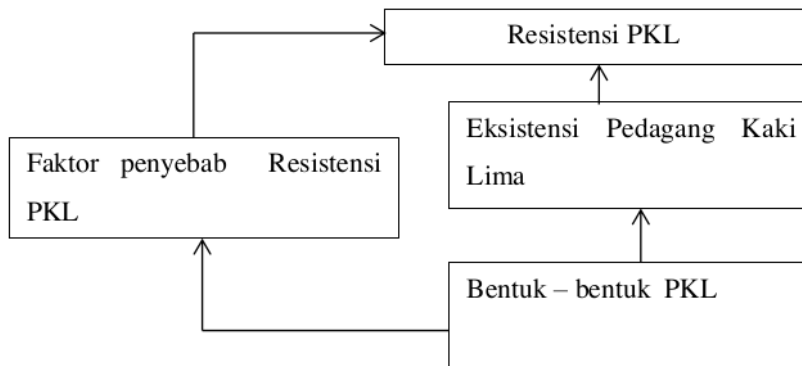 Resistensi PKL
Eksistensi Pedagang Kaki
Lima
Faktor penyebab Resistensi
PKL
Bentuk – bentuk PKL